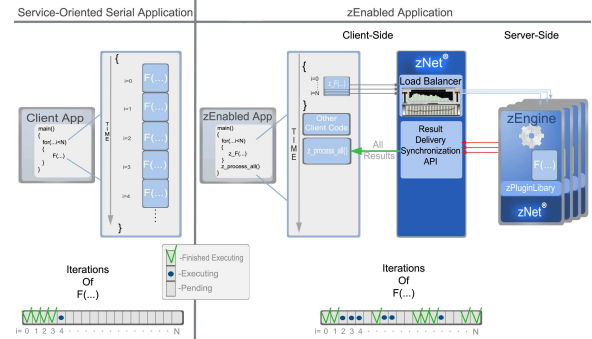 Service-Oriented Serial Application
zEnabled Application
Client-Side
Server-Side
{
i=0
F(...)
i=1
F(...)
i=2
F(...)
i=3
F(...)
i=4
F(...)
}
TIME
Client App
main()
{
for(...i<N)
{
F(...)
}
}
zEnabled App
main()
{
for(...i<N)
{
z_F(...)
}
z_process_all()
}
{
i=0
z_F(...)
i=N
}
Other
Client Code
z_process_all()
TIME
All
Results
zNet®
Load Balancer
Result
Delivery
Synchronization
API
zEngine
F(...)
zPluginLibary
zNet®
-Finished Executing
-Executing
-Pending
Iterations
Of
F(...)
i= 0 1 2 3 4 N
Iterations
Of
F(...)
i= 0 1 2 3 4 N